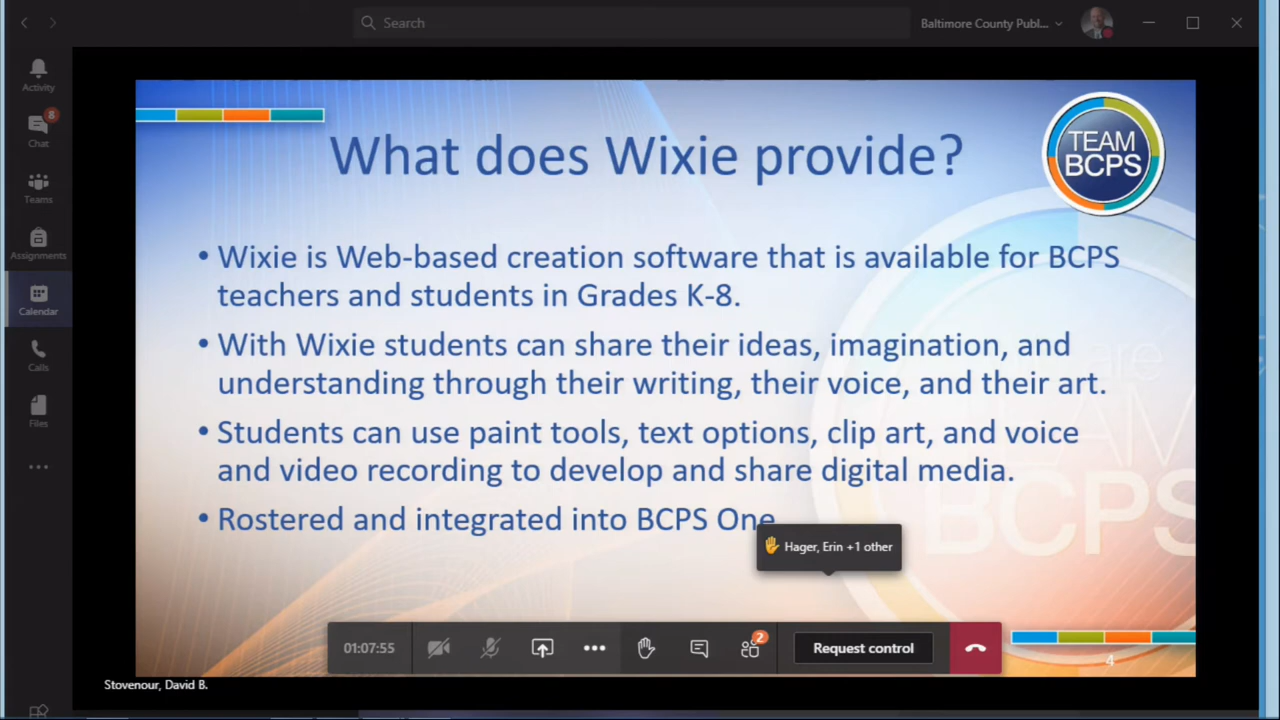 Search
Baltimore County Publ...
Activity
8
Chat
Teams
Assignments
Calendar
Calls
Files
What does Wixie provide?
TEAM
BCPS
• Wixie is Web-based creation software that is available for BCPS
teachers and students in Grades K-8.
• With Wixie students can share their ideas, imagination, and
understanding through their writing, their voice, and their art.
• Students can use paint tools, text options, clip art, and voice
and video recording to develop and share digital media.
• Rostered and integrated into BCPS One
are
TEAM
BCPS
Hager, Erin +1 other
01:07:55
2
Request control
4
Stovenour, David B.